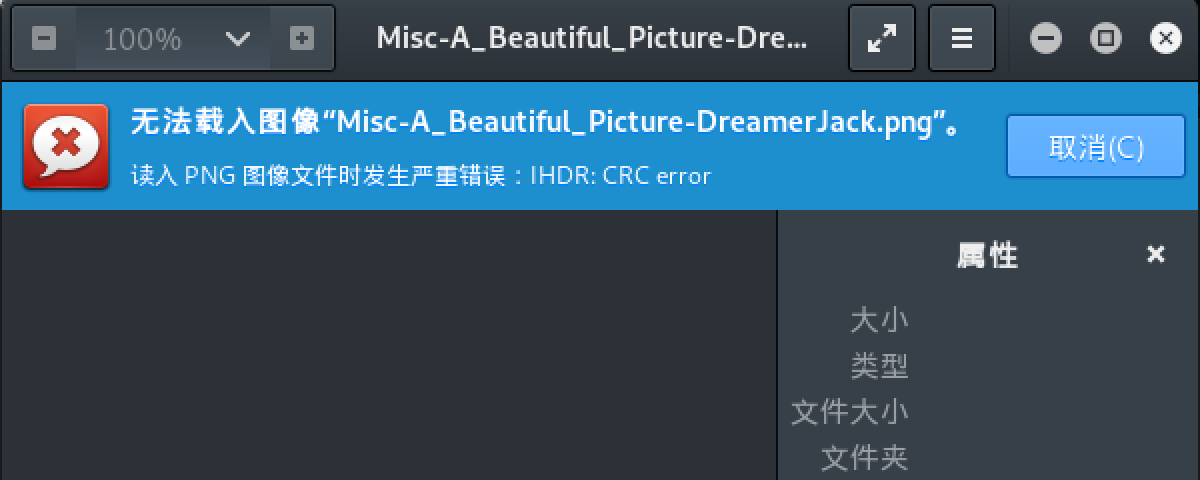 100%
Misc-A_Beautiful_Picture-Dre...
无法载入图像“Misc-A_Beautiful_Picture-DreamerJack.png”。
读入 PNG 图像文件时发生严重错误：IHDR: CRC error
取消(C)
属性
大小
类型
文件大小
文件夹